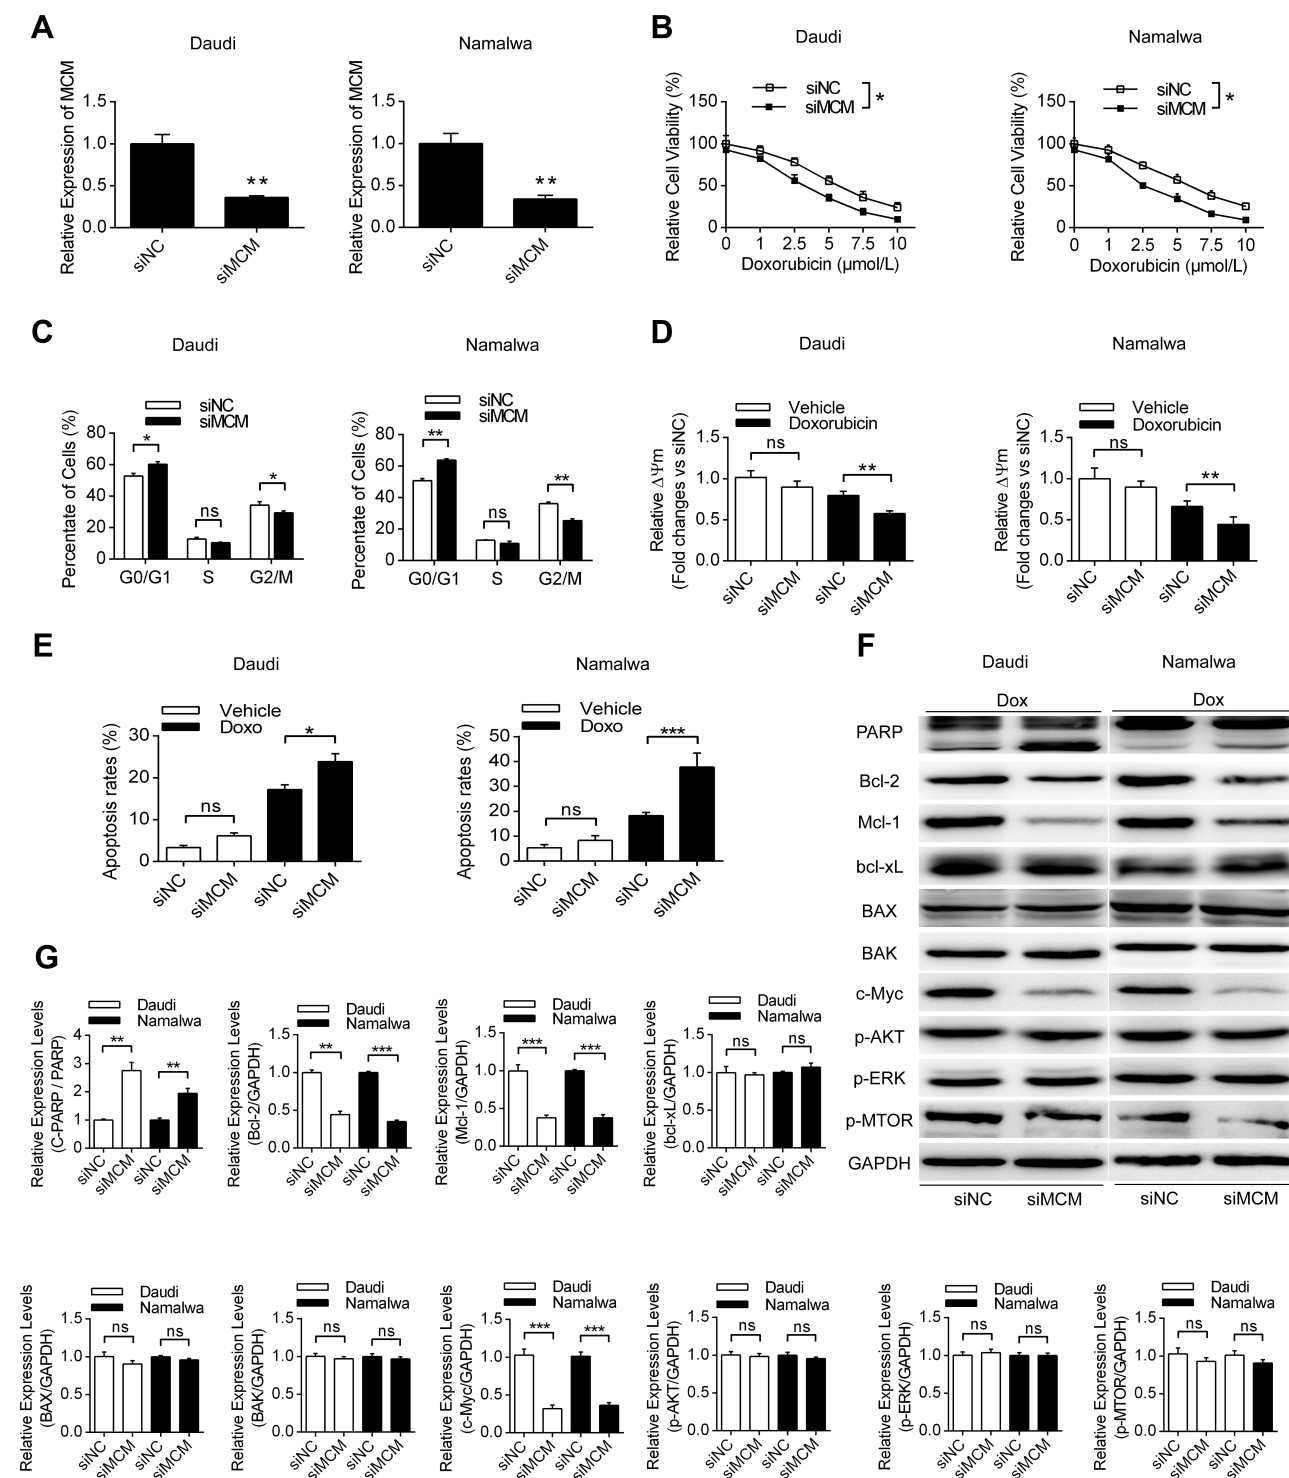 A
Daudi
Namalwa
Relative Expression of MCM
1.5
1.0
0.5
0.0
**
siNC
siMCM
Relative Expression of MCM
1.5
1.0
0.5
0.0
**
siNC
siMCM
B
Daudi
Namalwa
siNC
siMCM
*
Relative Cell Viability (%)
150
100
50
0
0 1 2.5 5 7.5 10
Doxorubicin (µmol/L)
siNC
siMCM
*
Relative Cell Viability (%)
150
100
50
0
0 1 2.5 5 7.5 10
Doxorubicin (µmol/L)
C
Daudi
Namalwa
siNC
siMCM
Percentate of Cells (%)
80
60
40
20
0
*
ns
*
G0/G1 S G2/M
siNC
siMCM
Percentate of Cells (%)
80
60
40
20
0
**
ns
**
G0/G1 S G2/M
D
Daudi
Namalwa
Vehicle
Doxorubicin
Relative ΔΨm
(Fold changes vs siNC)
1.5
1.0
0.5
0.0
ns
**
siNC
siMCM
siNC
siMCM
Vehicle
Doxorubicin
Relative ΔΨm
(Fold changes vs siNC)
1.5
1.0
0.5
0.0
ns
**
siNC
siMCM
siNC
siMCM
E
Daudi
Namalwa
Vehicle
Doxo
Apoptosis rates (%)
30
20
10
0
ns
*
siNC
siMCM
siNC
siMCM
Vehicle
Doxo
Apoptosis rates (%)
50
40
30
20
10
0
ns
***
siNC
siMCM
siNC
siMCM
F
Daudi
Namalwa
Dox
Dox
PARP
Bcl-2
Mcl-1
bcl-xL
BAX
BAK
c-Myc
p-AKT
p-ERK
p-MTOR
GAPDH
siNC siMCM siNC siMCM
G
Daudi
Namalwa
Relative Expression Levels
(C-PARP / PARP)
4
3
2
1
0
**
**
siNC
siMCM
siNC
siMCM
Daudi
Namalwa
Relative Expression Levels
(Bcl-2/GAPDH)
1.5
1.0
0.5
0.0
**
***
siNC
siMCM
siNC
siMCM
Daudi
Namalwa
Relative Expression Levels
(Mcl-1/GAPDH)
1.5
1.0
0.5
0.0
***
***
siNC
siMCM
siNC
siMCM
Daudi
Namalwa
Relative Expression Levels
(bcl-xL/GAPDH)
1.5
1.0
0.5
0.0
ns
ns
siNC
siMCM
siNC
siMCM
Daudi
Namalwa
Relative Expression Levels
(BAX/GAPDH)
1.5
1.0
0.5
0.0
ns
ns
siNC
siMCM
siNC
siMCM
Daudi
Namalwa
Relative Expression Levels
(BAK/GAPDH)
1.5
1.0
0.5
0.0
ns
ns
siNC
siMCM
siNC
siMCM
Daudi
Namalwa
Relative Expression Levels
(c-Myc/GAPDH)
1.5
1.0
0.5
0.0
***
***
siNC
siMCM
siNC
siMCM
Daudi
Namalwa
Relative Expression Levels
(p-AKT/GAPDH)
1.5
1.0
0.5
0.0
ns
ns
siNC
siMCM
siNC
siMCM
Daudi
Namalwa
Relative Expression Levels
(p-ERK/GAPDH)
1.5
1.0
0.5
0.0
ns
ns
siNC
siMCM
siNC
siMCM
Daudi
Namalwa
Relative Expression Levels
(p-MTOR/GAPDH)
1.5
1.0
0.5
0.0
ns
ns
siNC
siMCM
siNC
siMCM